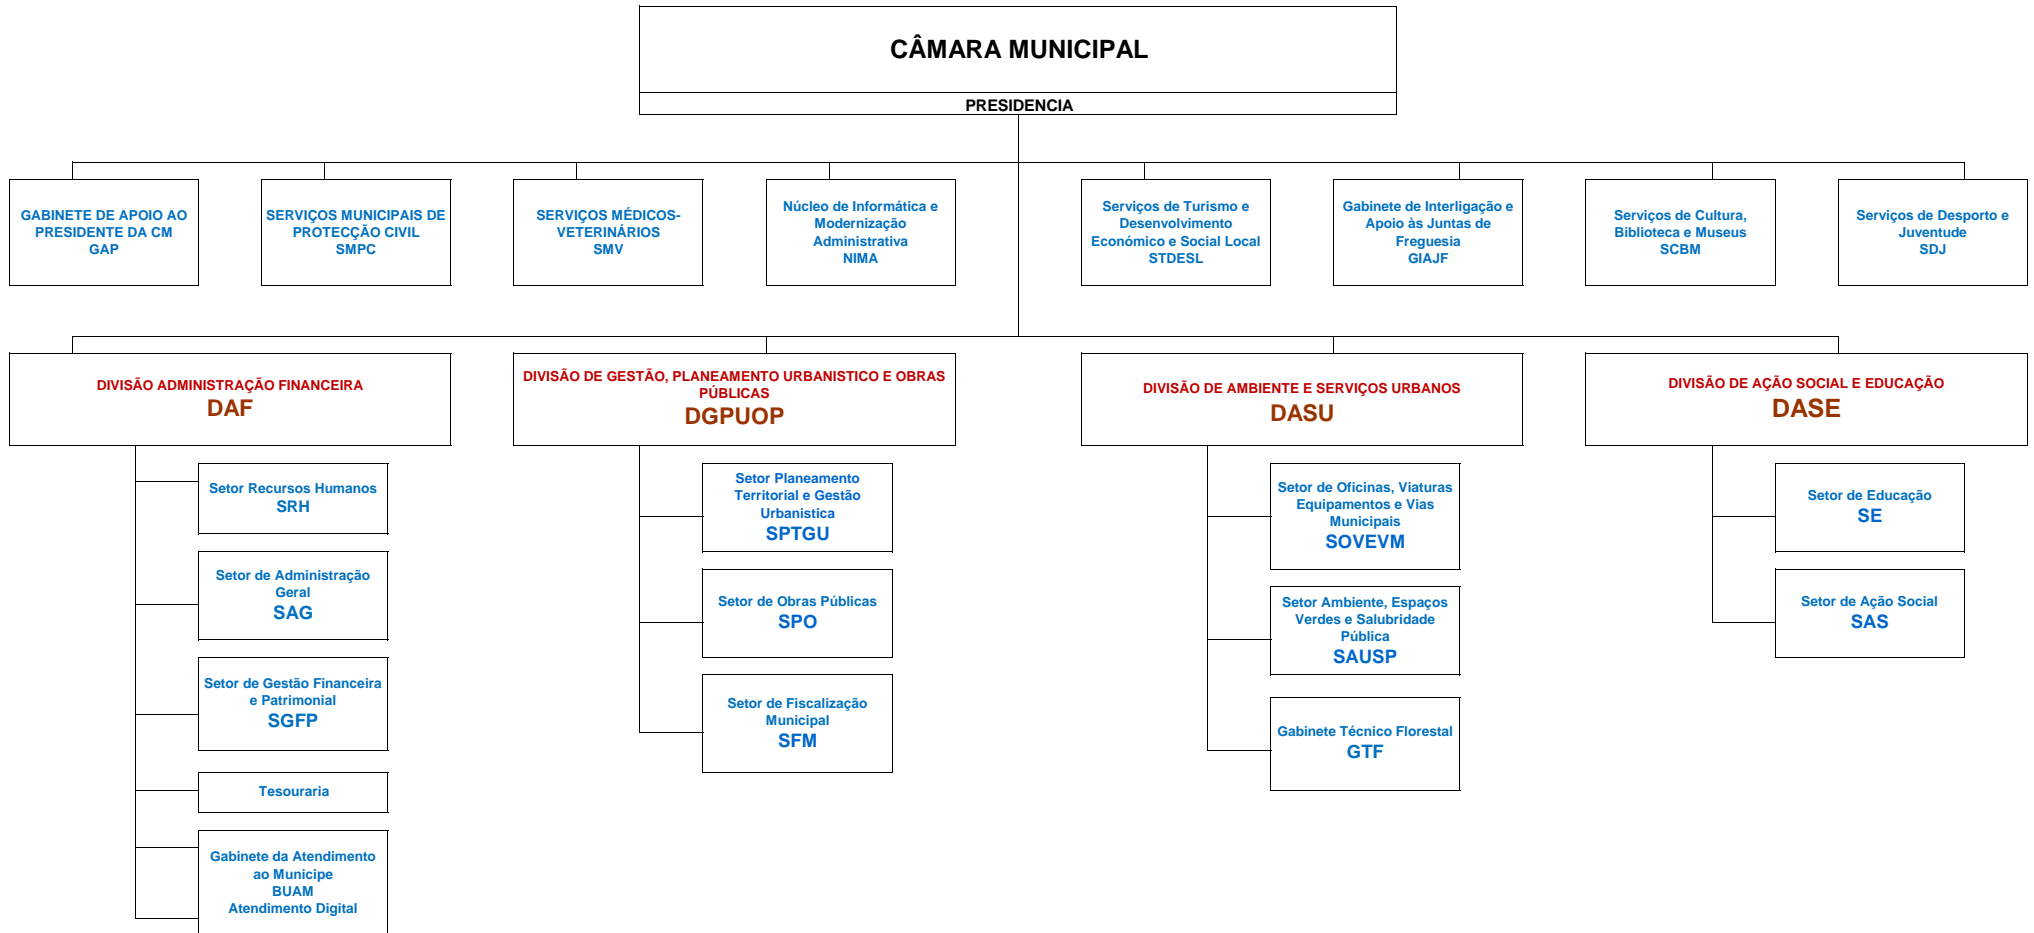 CÂMARA MUNICIPAL
PRESIDENCIA
GABINETE DE APOIO AO
PRESIDENTE DA CM
GAP
SERVIÇOS MUNICIPAIS DE
PROTECÇÃO CIVIL
SMPC
SERVIÇOS MÉDICOS-
VETERINÁRIOS
SMV
Núcleo de Informática e
Modernização
Administrativa
NIMA
Serviços de Turismo e
Desenvolvimento
Económico e Social Local
STDESL
Gabinete de Interligação e
Apoio às Juntas de
Freguesia
GIAJF
Serviços de Cultura,
Biblioteca e Museus
SCBM
Serviços de Desporto e
Juventude
SDJ
DIVISÃO ADMINISTRAÇÃO FINANCEIRA
DAF
DIVISÃO DE GESTÃO, PLANEAMENTO URBANISTICO E OBRAS
PÚBLICAS
DGPUOP
DIVISÃO DE AMBIENTE E SERVIÇOS URBANOS
DASU
DIVISÃO DE AÇÃO SOCIAL E EDUCAÇÃO
DASE
Setor Recursos Humanos
SRH
Setor de Administração
Geral
SAG
Setor de Gestão Financeira
e Patrimonial
SGFP
Tesouraria
Gabinete da Atendimento
ao Municipe
BUAM
Atendimento Digital
Setor Planeamento
Territorial e Gestão
Urbanistica
SPTGU
Setor de Obras Públicas
SPO
Setor de Fiscalização
Municipal
SFM
Setor de Oficinas, Viaturas
Equipamentos e Vias
Municipais
SOVEVM
Setor Ambiente, Espaços
Verdes e Salubridade
Pública
SAUSP
Gabinete Técnico Florestal
GTF
Setor de Educação
SE
Setor de Ação Social
SAS